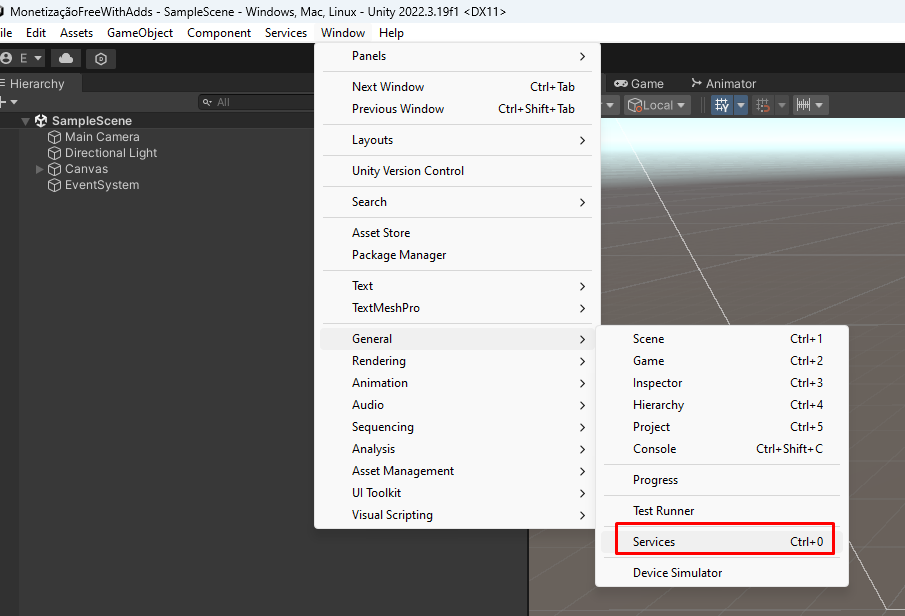 MonetizaçãoFreeWithAdds - SampleScene - Windows, Mac, Linux - Unity 2022.3.19f1 <DX11>
ile Edit Assets GameObject Component Services Window Help
E
Hierarchy
All
SampleScene
Main Camera
Directional Light
Canvas
EventSystem
Panels
Next Window Ctrl+Tab
Previous Window Ctrl+Shift+Tab
Layouts
Unity Version Control
Search
Asset Store
Package Manager
Text
TextMeshPro
General
Rendering
Animation
Audio
Sequencing
Analysis
Asset Management
UI Toolkit
Visual Scripting
Game Animator
Local
Scene Ctrl+1
Game Ctrl+2
Inspector Ctrl+3
Hierarchy Ctrl+4
Project Ctrl+5
Console Ctrl+Shift+C
Progress
Test Runner
Services Ctrl+0
Device Simulator